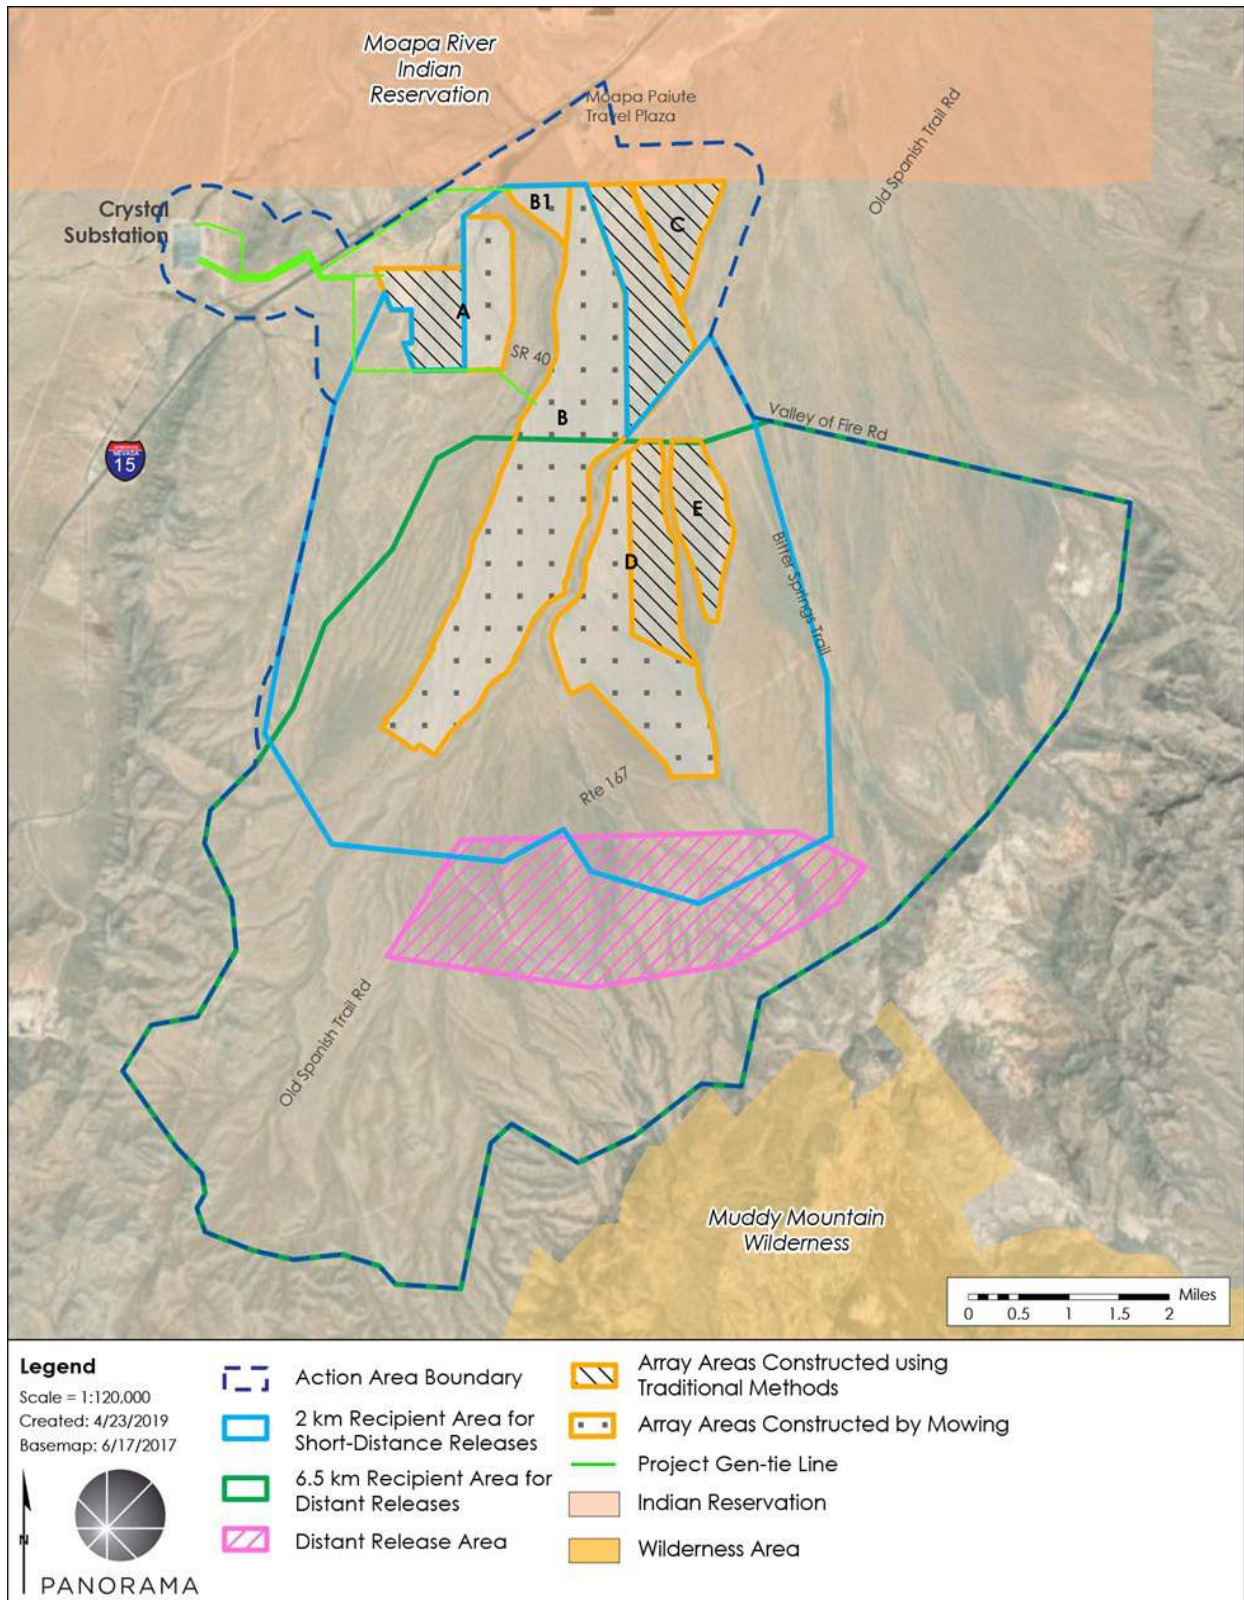 Moapa River
Indian
Reservation
Moapa Paiute
Travel Plaza
Old Spanish Trail Rd
Crystal
Substation
B1
C
A
SR 40
B
Valley of Fire Rd
INTERSTATE
NEVADA
15
E
D
Bitter Springs Trail
Rte 167
Old Spanish Trail Rd
Muddy Mountain
Wilderness
Miles
0 0.5 1 1.5 2
Legend
Scale = 1:120,000
Created: 4/23/2019
Basemap: 6/17/2017
N
PANORAMA
Action Area Boundary
2 km Recipient Area for
Short-Distance Releases
6.5 km Recipient Area for
Distant Releases
Distant Release Area
Array Areas Constructed using
Traditional Methods
Array Areas Constructed by Mowing
Project Gen-tie Line
Indian Reservation
Wilderness Area